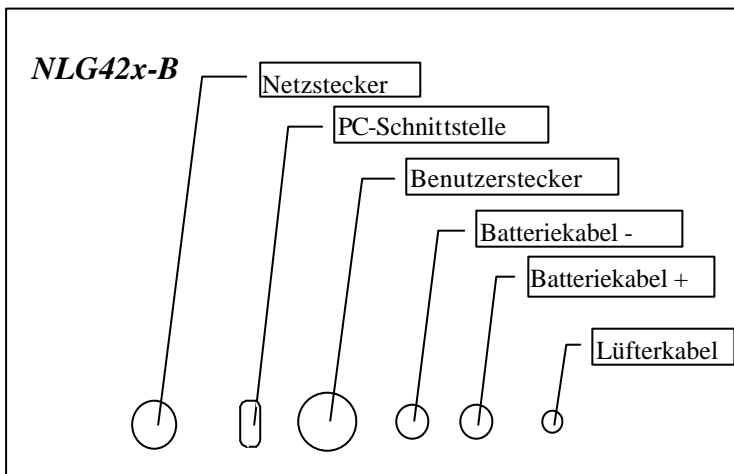 NLG42x-B
Netzstecker
PC-Schnittstelle
Benutzerstecker
Batteriekabel -
Batteriekabel +
Lüfterkabel